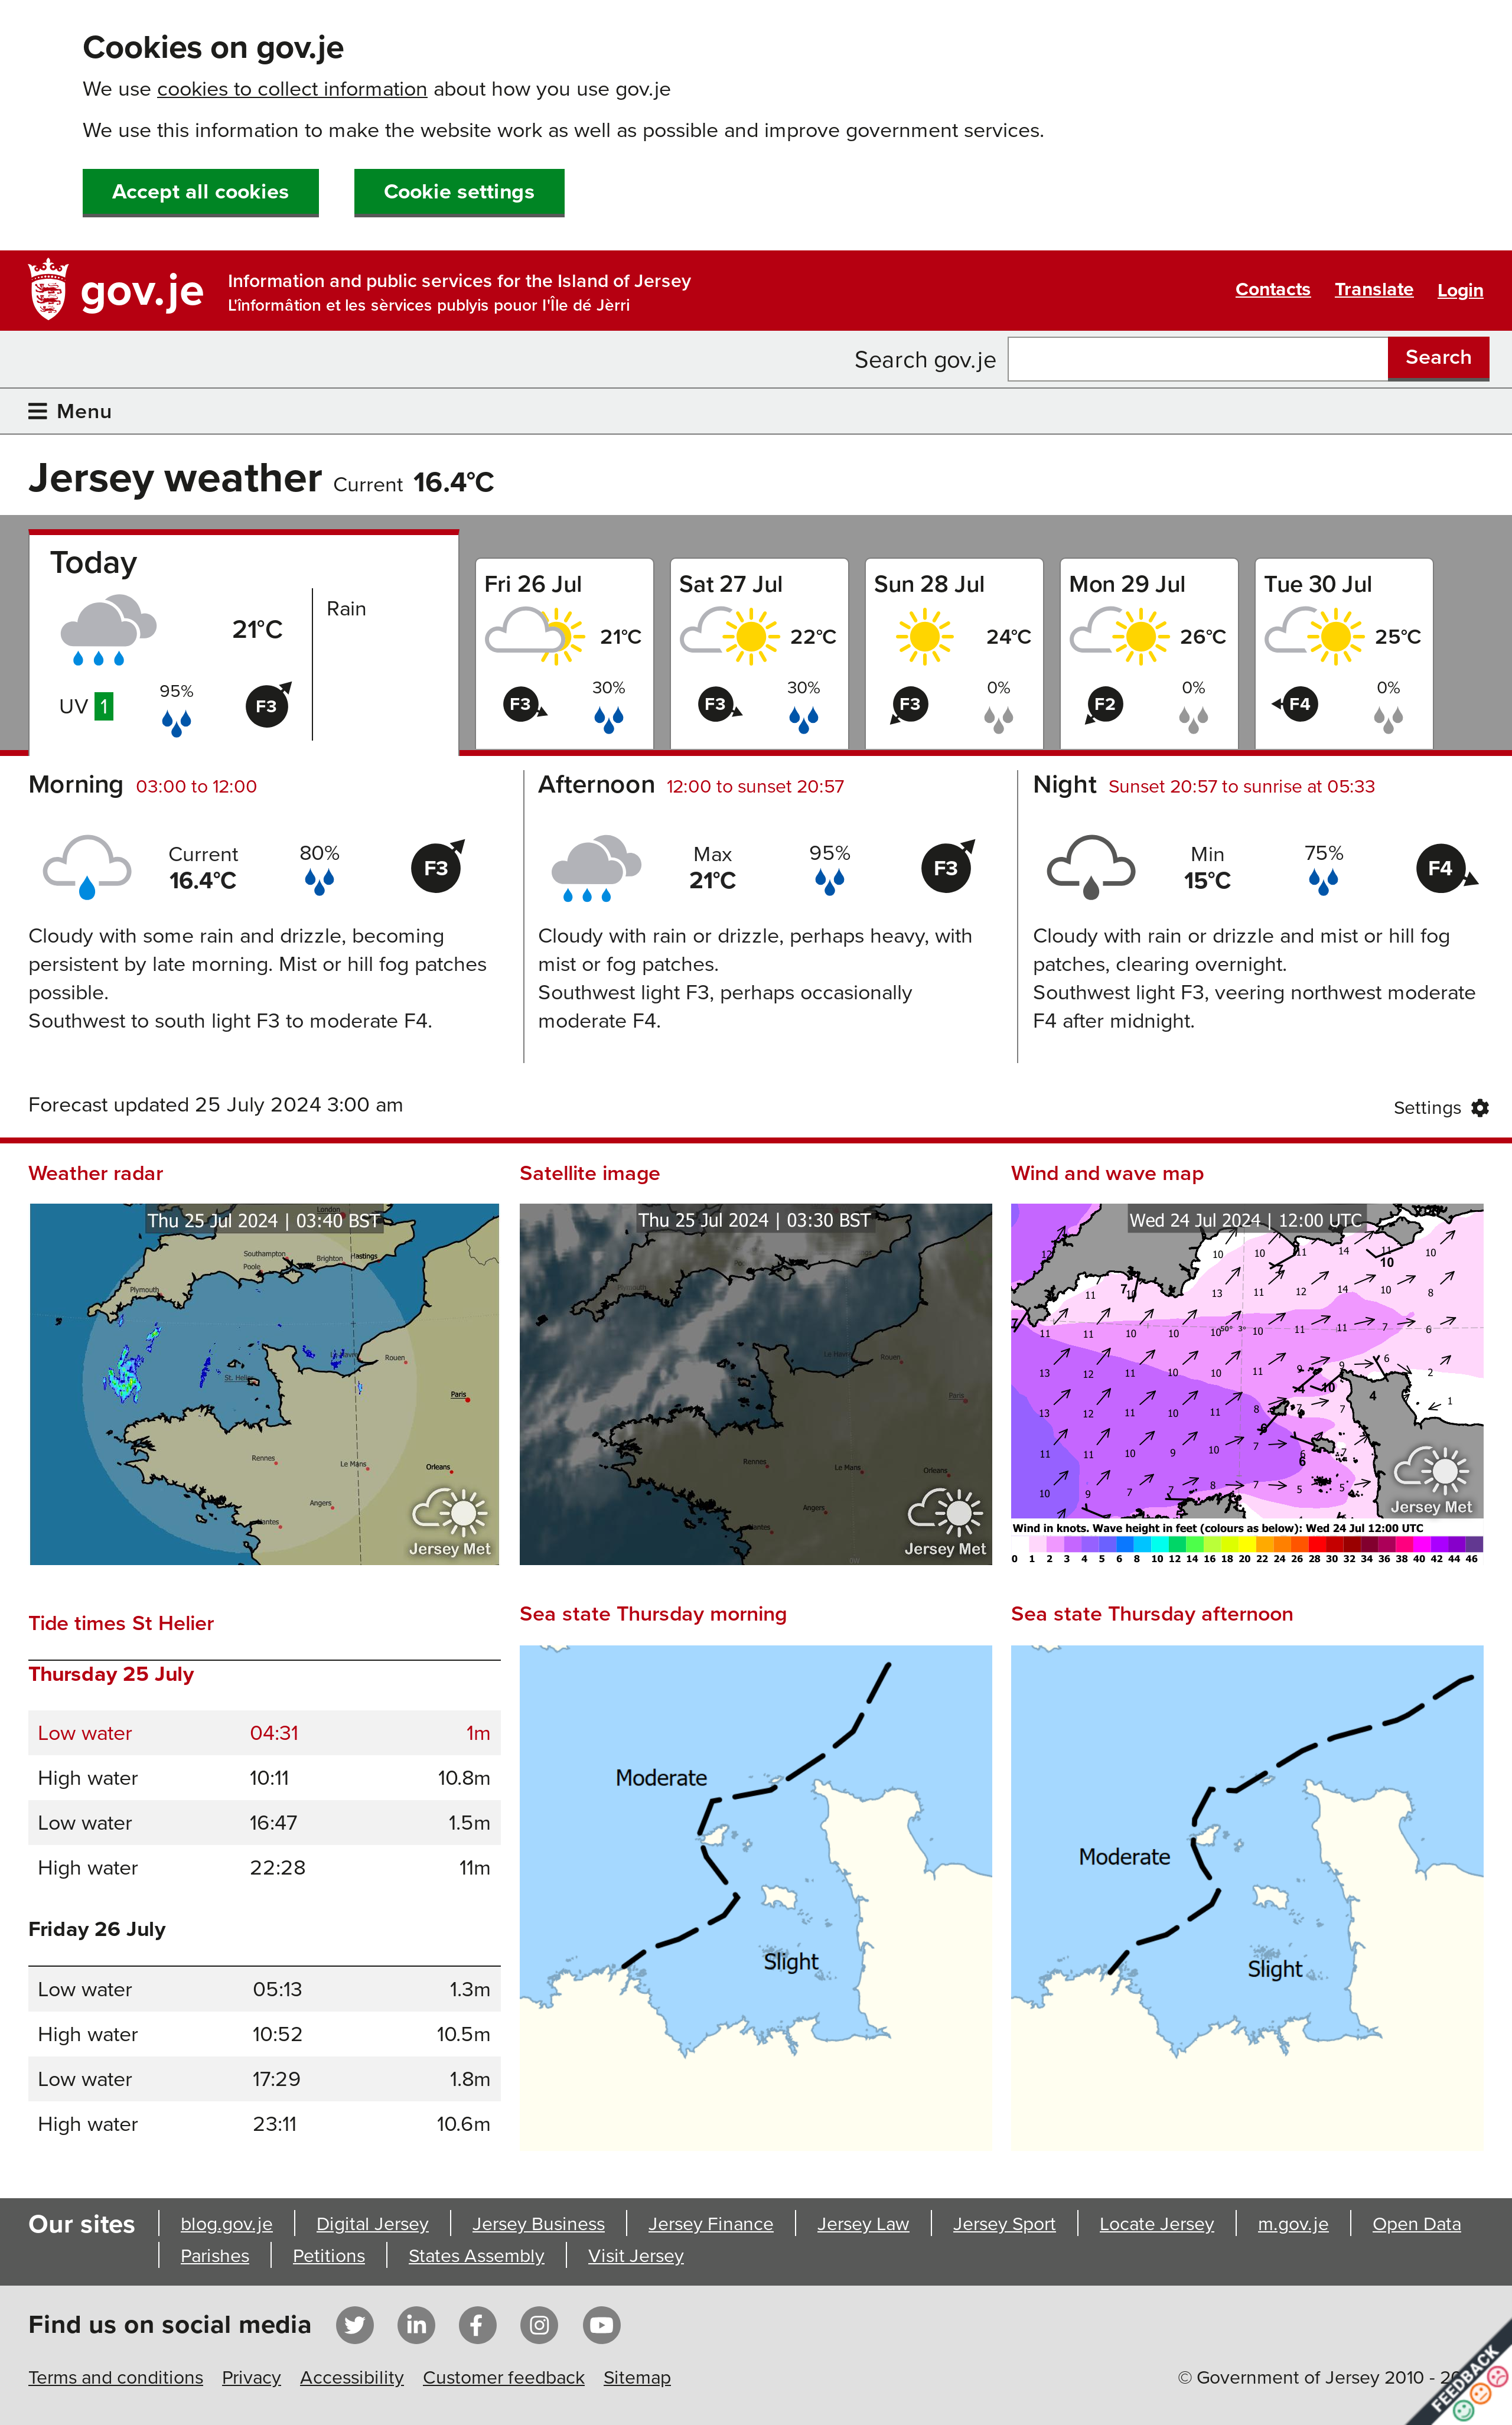 Cookies on gov.je
We use cookies to collect information about how you use gov.je
We use this information to make the website work as well as possible and improve government services.
Accept all cookies
Cookie settings
gov.je
Information and public services for the Island of Jersey
L'înformâtion et les sèrvices publyis pouor I'Île dé Jèrri
Contacts Translate Login
Search gov.je
Search
Menu
Jersey weather Current 16.4°C
Today
21°C
Rain
UV 1
95%
F3
Fri 26 Jul
21°C
F3
30%
Sat 27 Jul
22°C
F3
30%
Sun 28 Jul
24°C
F3
0%
Mon 29 Jul
26°C
F2
0%
Tue 30 Jul
25°C
F4
0%
Morning 03:00 to 12:00
Current
16.4°C
80%
F3
Cloudy with some rain and drizzle, becoming
persistent by late morning. Mist or hill fog patches
possible.
Southwest to south light F3 to moderate F4.
Afternoon 12:00 to sunset 20:57
Max
21°C
95%
F3
Cloudy with rain or drizzle, perhaps heavy, with
mist or fog patches.
Southwest light F3, perhaps occasionally
moderate F4.
Night Sunset 20:57 to sunrise at 05:33
Min
15°C
75%
F4
Cloudy with rain or drizzle and mist or hill fog
patches, clearing overnight.
Southwest light F3, veering northwest moderate
F4 after midnight.
Forecast updated 25 July 2024 3:00 am
Settings
Weather radar
Thu 25 Jul 2024 | 03:40 BST
London
Southampton
Poole
Brighton
Hastings
Plymouth
Rouen
Paris
Rennes
Le Mans
Orleans
Angers
Nantes
Jersey Met
Satellite image
Thu 25 Jul 2024 | 03:30 BST
Rouen
Paris
Rennes
Le Mans
Orleans
Angers
Jersey Met
Wind and wave map
Wed 24 Jul 2024 | 12:00 UTC
Jersey Met
Wind in knots. Wave height in feet (colours as below): Wed 24 Jul 12:00 UTC
0 1 2 3 4 5 6 8 10 12 14 16 18 20 22 24 26 28 30 32 34 36 38 40 42 44 46
Tide times St Helier
Thursday 25 July
Low water 04:31 1m
High water 10:11 10.8m
Low water 16:47 1.5m
High water 22:28 11m
Friday 26 July
Low water 05:13 1.3m
High water 10:52 10.5m
Low water 17:29 1.8m
High water 23:11 10.6m
Sea state Thursday morning
Moderate
Slight
Sea state Thursday afternoon
Moderate
Slight
Our sites
blog.gov.je Digital Jersey Jersey Business Jersey Finance Jersey Law Jersey Sport Locate Jersey m.gov.je Open Data
Parishes Petitions States Assembly Visit Jersey
Find us on social media
Terms and conditions Privacy Accessibility Customer feedback Sitemap
© Government of Jersey 2010 -
FEEDBACK